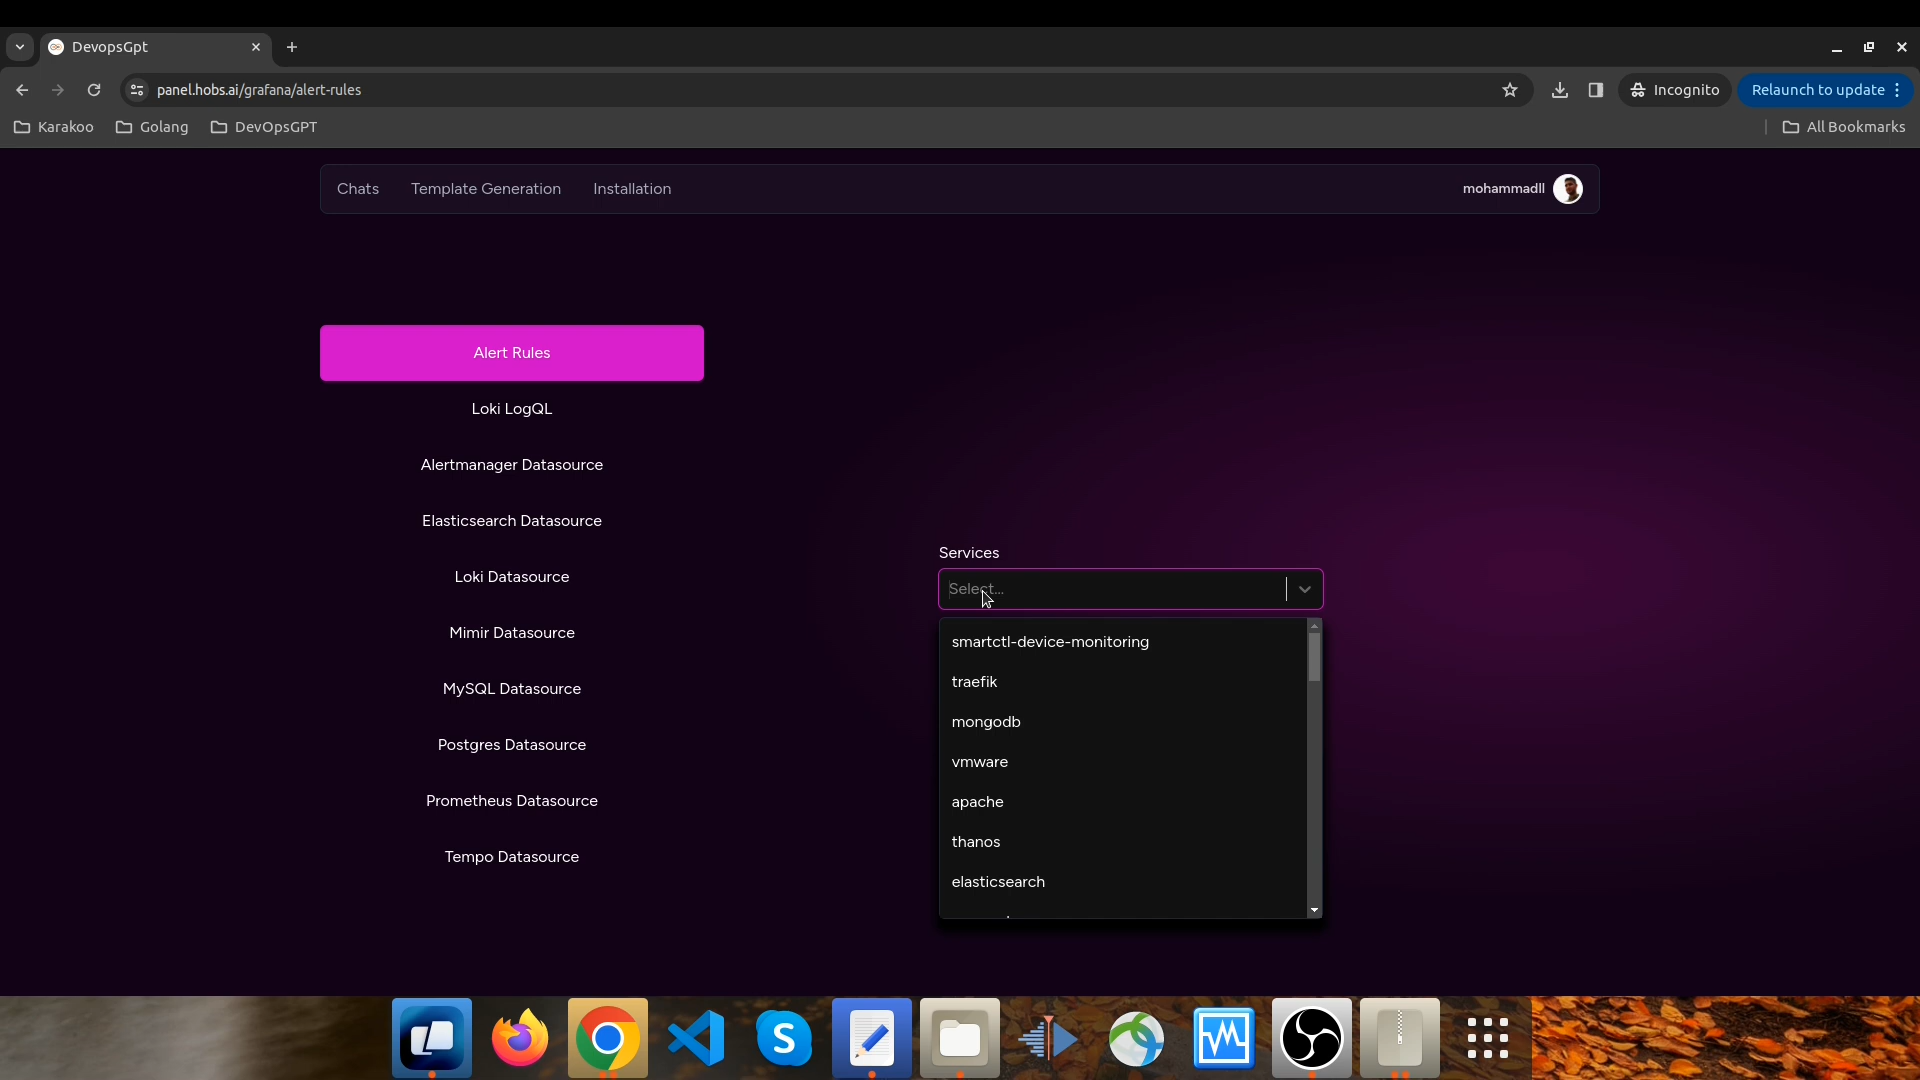 DevopsGpt
panel.hobs.ai/grafana/alert-rules
Incognito
Relaunch to update
Karakoo
Golang
DevOpsGPT
All Bookmarks
Chats
Template Generation
Installation
mohammadll
Alert Rules
Loki LogQL
Alertmanager Datasource
Elasticsearch Datasource
Loki Datasource
Mimir Datasource
MySQL Datasource
Postgres Datasource
Prometheus Datasource
Tempo Datasource
Services
Select...
smartctl-device-monitoring
traefik
mongodb
vmware
apache
thanos
elasticsearch